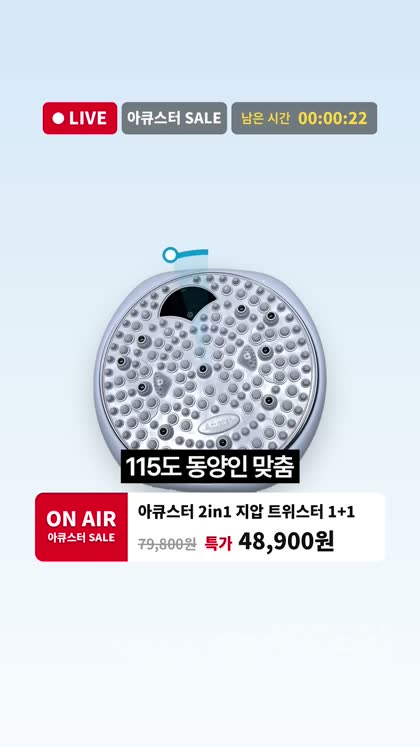 LIVE
아큐스터 SALE
남은 시간 00:00:22
115도 동양인 맞춤
ON AIR
아큐스터 SALE
아큐스터 2in1 지압 트위스터 1+1
79,800원 특가 48,900원